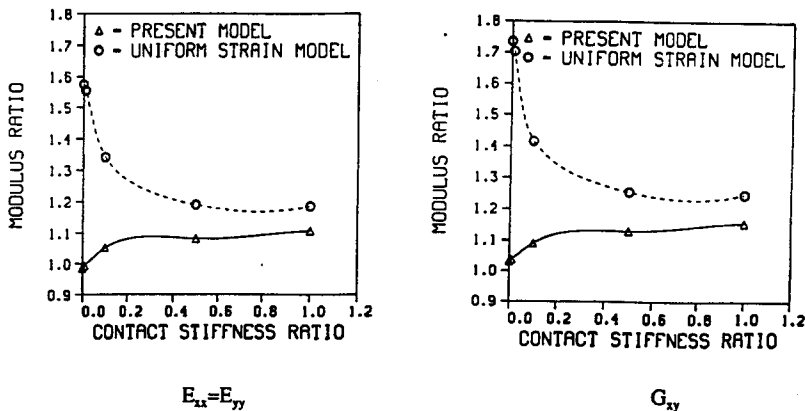 △ - PRESENT MODEL
⊙ - UNIFORM STRAIN MODEL
MODULUS RATIO
1.8
1.7
1.6
1.5
1.4
1.3
1.2
1.1
1.0
0.9
0.0 0.2 0.4 0.6 0.8 1.0 1.2
CONTACT STIFFNESS RATIO
Exx=Eyy
△ - PRESENT MODEL
⊙ - UNIFORM STRAIN MODEL
MODULUS RATIO
1.8
1.7
1.6
1.5
1.4
1.3
1.2
1.1
1.0
0.9
0.0 0.2 0.4 0.6 0.8 1.0 1.2
CONTACT STIFFNESS RATIO
Gxy